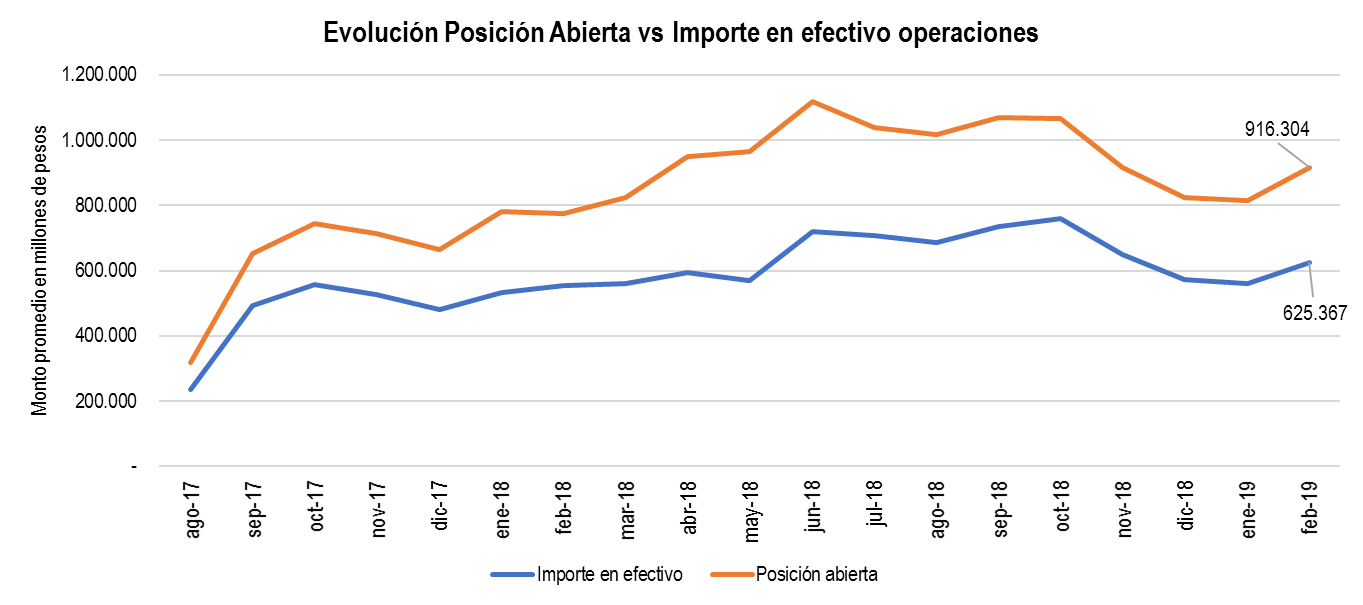 Evolución Posición Abierta vs Importe en efectivo operaciones
Monto promedio en millones de pesos
1.200.000
1.000.000
800.000
600.000
400.000
200.000
-
916.304
625.367
ago-17
sep-17
oct-17
nov-17
dic-17
ene-18
feb-18
mar-18
abr-18
may-18
jun-18
jul-18
ago-18
sep-18
oct-18
nov-18
dic-18
ene-19
feb-19
Importe en efectivo
Posición abierta